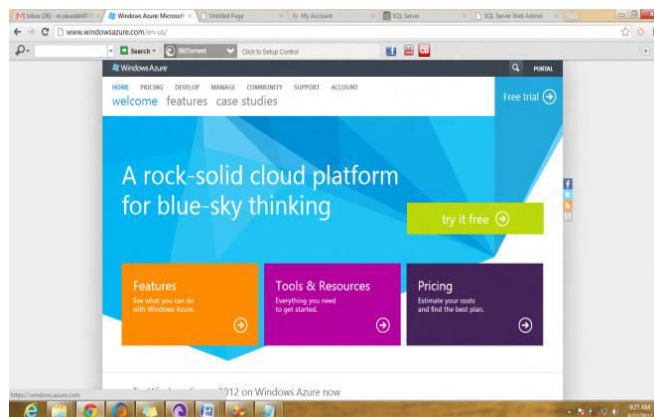 Windows Azure: Microsoft
Untitled Page
My Account
SQL Server
SQL Server Web Admin
www.windowsazure.com/en-us/
Search
BitTorrent
Click to Setup Control
Windows Azure
PORTAL
HOME PRICING DEVELOP MANAGE COMMUNITY SUPPORT ACCOUNT
welcome features case studies
Free trial
A rock-solid cloud platform
for blue-sky thinking
try it free
Features
See what you can do
with Windows Azure.
Tools & Resources
Everything you need
to get started.
Pricing
Estimate your costs
and find the best plan.
2012 on Windows Azure now
https://windowsazure.com
9:21 AM